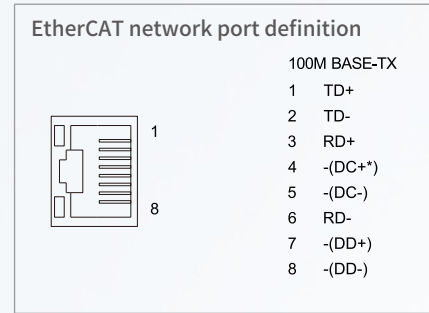 EtherCAT network port definition
100M BASE-TX
1 TD+
2 TD-
3 RD+
4 -(DC+*)
5 -(DC-)
6 RD-
7 -(DD+)
8 -(DD-)
1
8